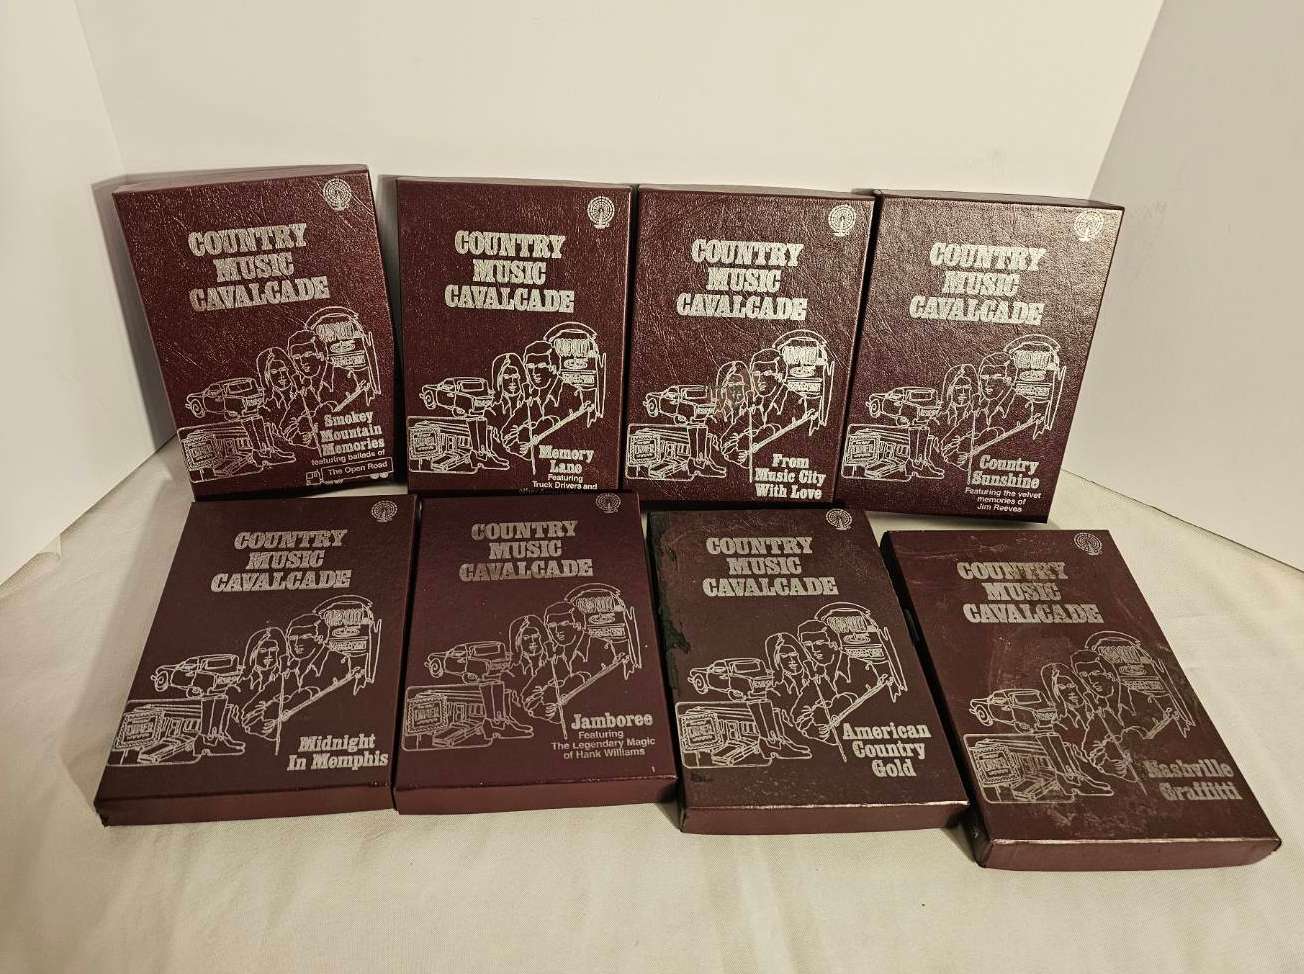 COUNTRY
MUSIC
CAVALCADE
Smokey
Mountain
Memories
featuring ballads of
The Open Road
COUNTRY
MUSIC
CAVALCADE
Memory
Lane
Featuring
Truck Drivers and
COUNTRY
MUSIC
CAVALCADE
From
Music City
With Love
COUNTRY
MUSIC
CAVALCADE
Country
Sunshine
Featuring the velvet
memories of
Jim Reeves
COUNTRY
MUSIC
CAVALCADE
Midnight
In Memphis
COUNTRY
MUSIC
CAVALCADE
Jamboree
Featuring
The Legendary Magic
of Hank Williams
COUNTRY
MUSIC
CAVALCADE
American
Country
Gold
COUNTRY
MUSIC
CAVALCADE
Nashville
Graffitti